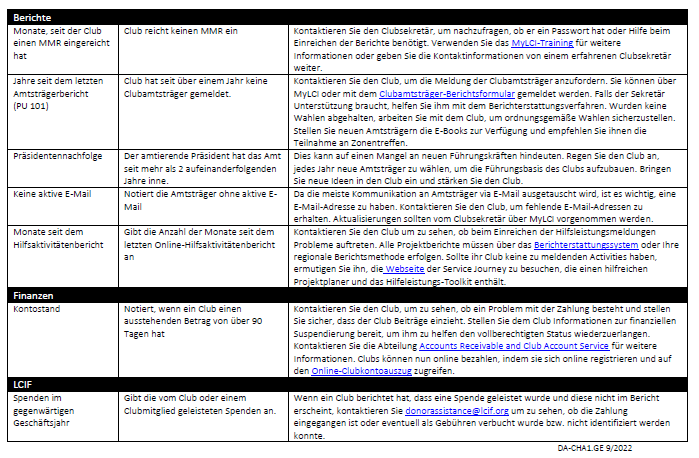 Berichte
Monate, seit der Club
einen MMR eingereicht
hat
Club reicht keinen MMR ein
Kontaktieren Sie den Clubsekretär, um nachzufragen, ob er ein Passwort hat oder Hilfe beim
Einreichen der Berichte benötigt. Verwenden Sie das MyLCI-Training für weitere
Informationen oder geben Sie die Kontaktinformationen von einem erfahrenen Clubsekretär
weiter.
Jahre seit dem letzten
Amtsträgerbericht
(PU 101)
Club hat seit über einem Jahr keine
Clubamtsträger gemeldet.
Kontaktieren Sie den Club, um die Meldung der Clubamtsträger anzufordern. Sie können über
MyLCI oder mit dem Clubamtsträger-Berichtsformular gemeldet werden. Falls der Sekretär
Unterstützung braucht, helfen Sie ihm mit dem Berichterstattungsverfahren. Wurden keine
Wahlen abgehalten, arbeiten Sie mit dem Club, um ordnungsgemäße Wahlen sicherzustellen.
Stellen Sie neuen Amtsträgern die E-Books zur Verfügung und empfehlen Sie ihnen die
Teilnahme an Zonentreffen.
Präsidentennachfolge
Der amtierende Präsident hat das Amt
seit mehr als 2 aufeinanderfolgenden
Jahren inne.
Dies kann auf einen Mangel an neuen Führungskräften hindeuten. Regen Sie den Club an,
jedes Jahr neue Amtsträger zu wählen, um die Führungsbasis des Clubs aufzubauen. Bringen
Sie neue Ideen in den Club ein und stärken Sie den Club.
Keine aktive E-Mail
Notiert die Amtsträger ohne aktive E-
Mail
Da die meiste Kommunikation an Amtsträger via E-Mail ausgetauscht wird, ist es wichtig, eine
E-Mail-Adresse zu haben. Kontaktieren Sie den Club, um fehlende E-Mail-Adressen zu
erhalten. Aktualisierungen sollten vom Clubsekretär über MyLCI vorgenommen werden.
Monate seit dem
Hilfsaktivitätenbericht
Gibt die Anzahl der Monate seit dem
letzten Online-Hilfsaktivitätenbericht
an
Kontaktieren Sie den Club um zu sehen, ob beim Einreichen der Hilfsleistungsmeldungen
Probleme auftreten. Alle Projektberichte müssen über das Berichterstattungssystem oder Ihre
regionale Berichtsmethode erfolgen. Sollte ihr Club keine zu meldenden Activities haben,
ermutigen Sie ihn, die Webseite der Service Journey zu besuchen, die einen hilfreichen
Projektplaner und das Hilfeleistungs-Toolkit enthält.
Finanzen
Kontostand
Notiert, wenn ein Club einen
ausstehenden Betrag von über 90
Tagen hat
Kontaktieren Sie den Club, um zu sehen, ob ein Problem mit der Zahlung besteht und stellen
Sie sicher, dass der Club Beiträge einzieht. Stellen Sie dem Club Informationen zur finanziellen
Suspendierung bereit, um ihm zu helfen den vollberechtigten Status wiederzuerlangen.
Kontaktieren Sie die Abteilung Accounts Receivable and Club Account Service für weitere
Informationen. Clubs können nun online bezahlen, indem sie sich online registrieren und auf
den Online-Clubkontoauszug zugreifen.
LCIF
Spenden im
gegenwärtigen
Geschäftsjahr
Gibt die vom Club oder einem
Clubmitglied geleisteten Spenden an.
Wenn ein Club berichtet hat, dass eine Spende geleistet wurde und diese nicht im Bericht
erscheint, kontaktieren Sie donorassistance@lcif.org um zu sehen, ob die Zahlung
eingegangen ist oder eventuell als Gebühren verbucht wurde bzw. nicht identifiziert werden
konnte.
DA-CHA1.GE 9/2022